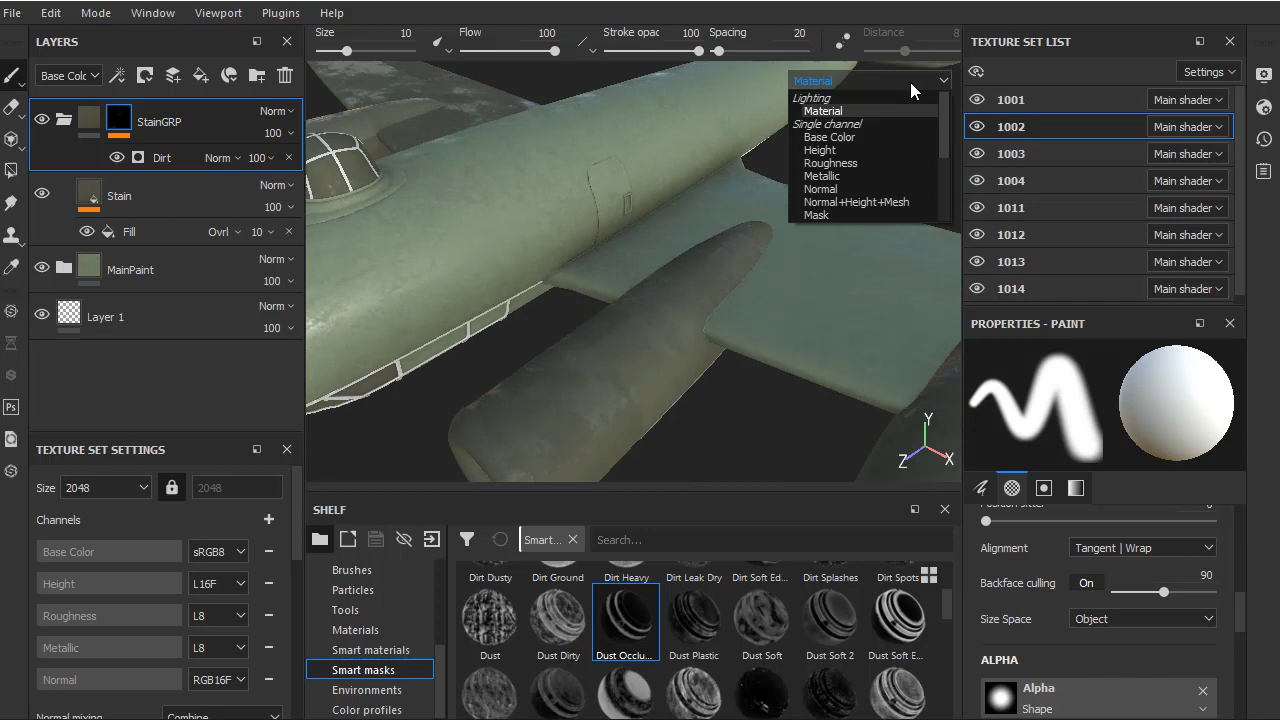 File Edit Mode Window Viewport Plugins Help
LAYERS
Size 10 Flow 100 Stroke opac 100 Spacing 20 Distance 8
TEXTURE SET LIST
Base Colc
Settings
Norm
StainGRP
100
Dirt Norm 100
Norm
Stain
100
Fill Ovrl 10
Norm
MainPaint
100
Norm
Layer 1
100
Material
Lighting
Material
Single channel
Base Color
Height
Roughness
Metallic
Normal
Normal+Height+Mesh
Mask
1001 Main shader
1002 Main shader
1003 Main shader
1004 Main shader
1011 Main shader
1012 Main shader
1013 Main shader
1014 Main shader
Y
Z X
PROPERTIES - PAINT
TEXTURE SET SETTINGS
Size 2048 2048
Channels
Base Color sRGB8
Height L16F
Roughness L8
Metallic L8
Normal RGB16F
Normal mixing Combine
SHELF
Smart... Search...
Brushes
Particles
Tools
Materials
Smart materials
Smart masks
Environments
Color profiles
Dirt Dusty Dirt Ground Dirt Heavy Dirt Leak Dry Dirt Soft Ed... Dirt Splashes Dirt Spots
Dust Dust Dirty Dust Occlu... Dust Plastic Dust Soft Dust Soft 2 Dust Soft E...
Position jitter 0
Alignment Tangent | Wrap
Backface culling On 90
Size Space Object
ALPHA
Alpha
Shape
Ps